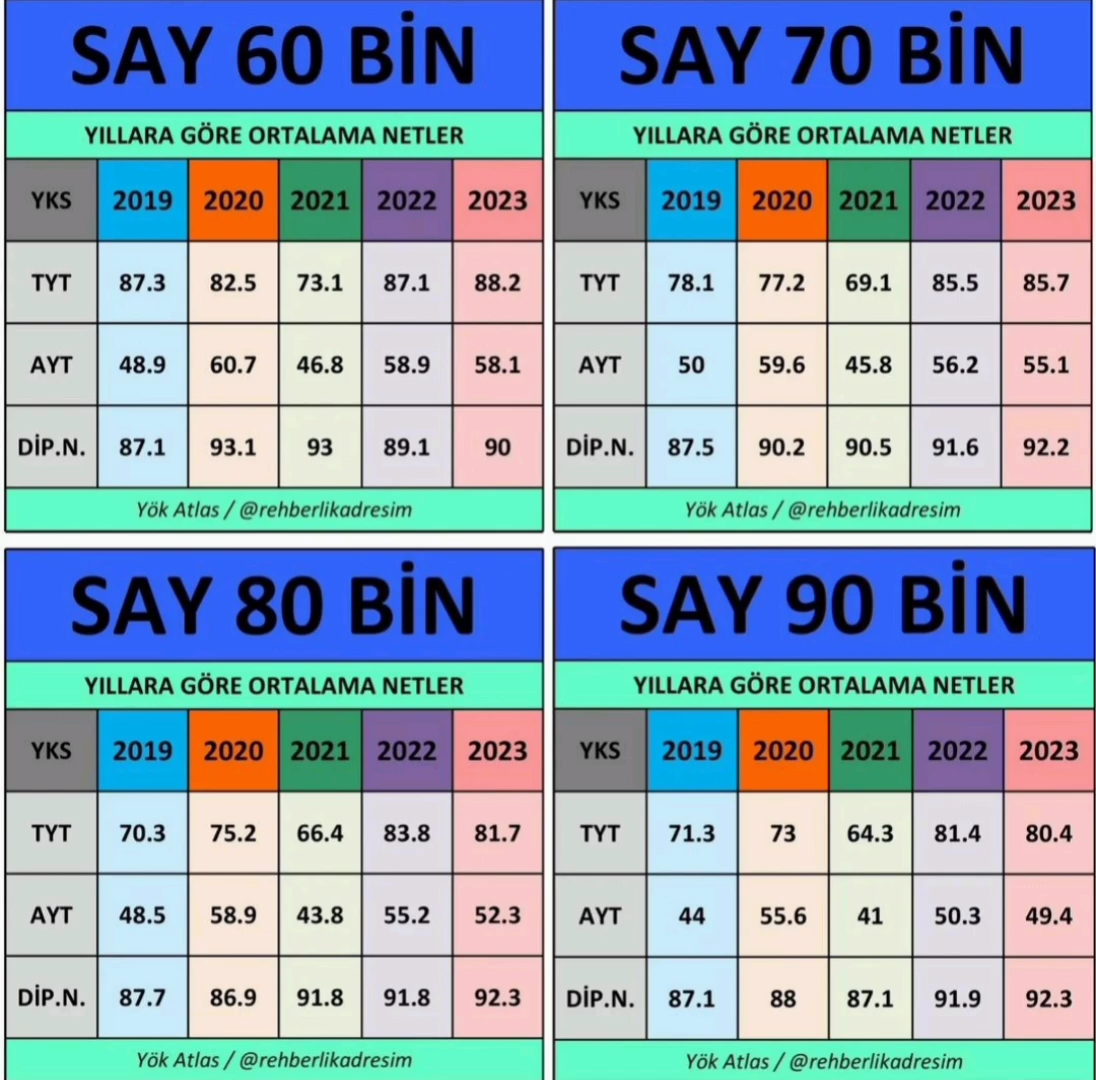 SAY 60 BİN
YILLARA GÖRE ORTALAMA NETLER
YKS 2019 2020 2021 2022 2023
TYT 87.3 82.5 73.1 87.1 88.2
AYT 48.9 60.7 46.8 58.9 58.1
DİP.N. 87.1 93.1 93 89.1 90
Yök Atlas / @rehberlikadresim
SAY 70 BİN
YILLARA GÖRE ORTALAMA NETLER
YKS 2019 2020 2021 2022 2023
TYT 78.1 77.2 69.1 85.5 85.7
AYT 50 59.6 45.8 56.2 55.1
DİP.N. 87.5 90.2 90.5 91.6 92.2
Yök Atlas / @rehberlikadresim
SAY 80 BİN
YILLARA GÖRE ORTALAMA NETLER
YKS 2019 2020 2021 2022 2023
TYT 70.3 75.2 66.4 83.8 81.7
AYT 48.5 58.9 43.8 55.2 52.3
DİP.N. 87.7 86.9 91.8 91.8 92.3
Yök Atlas / @rehberlikadresim
SAY 90 BİN
YILLARA GÖRE ORTALAMA NETLER
YKS 2019 2020 2021 2022 2023
TYT 71.3 73 64.3 81.4 80.4
AYT 44 55.6 41 50.3 49.4
DİP.N. 87.1 88 87.1 91.9 92.3
Yök Atlas / @rehberlikadresim